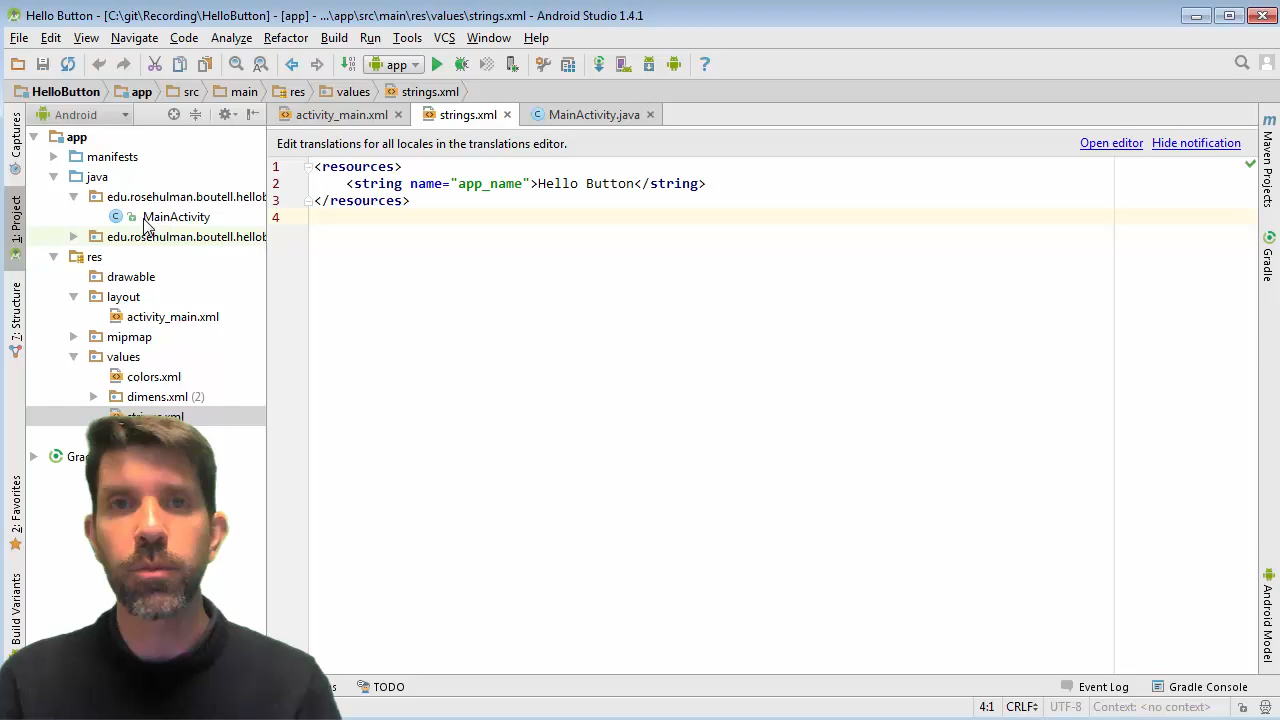 Hello Button - [C:\git\Recording\HelloButton] - [app] - ...\app\src\main\res\values\strings.xml - Android Studio 1.4.1
File Edit View Navigate Code Analyze Refactor Build Run Tools VCS Window Help
app
HelloButton app src main res values strings.xml
Android
activity_main.xml strings.xml MainActivity.java
Captures
1: Project
7: Structure
2: Favorites
Build Variants
app
manifests
java
edu.rosehulman.boutell.hellob
MainActivity
edu.rosehulman.boutell.hellob
res
drawable
layout
activity_main.xml
mipmap
values
colors.xml
dimens.xml (2)
strings.xml
Edit translations for all locales in the translations editor. Open editor Hide notification
1 <resources>
2 <string name="app_name">Hello Button</string>
3 </resources>
4
Maven Projects
Gradle
Android Model
TODO Event Log Gradle Console
4:1 CRLF UTF-8 Context: <no context>